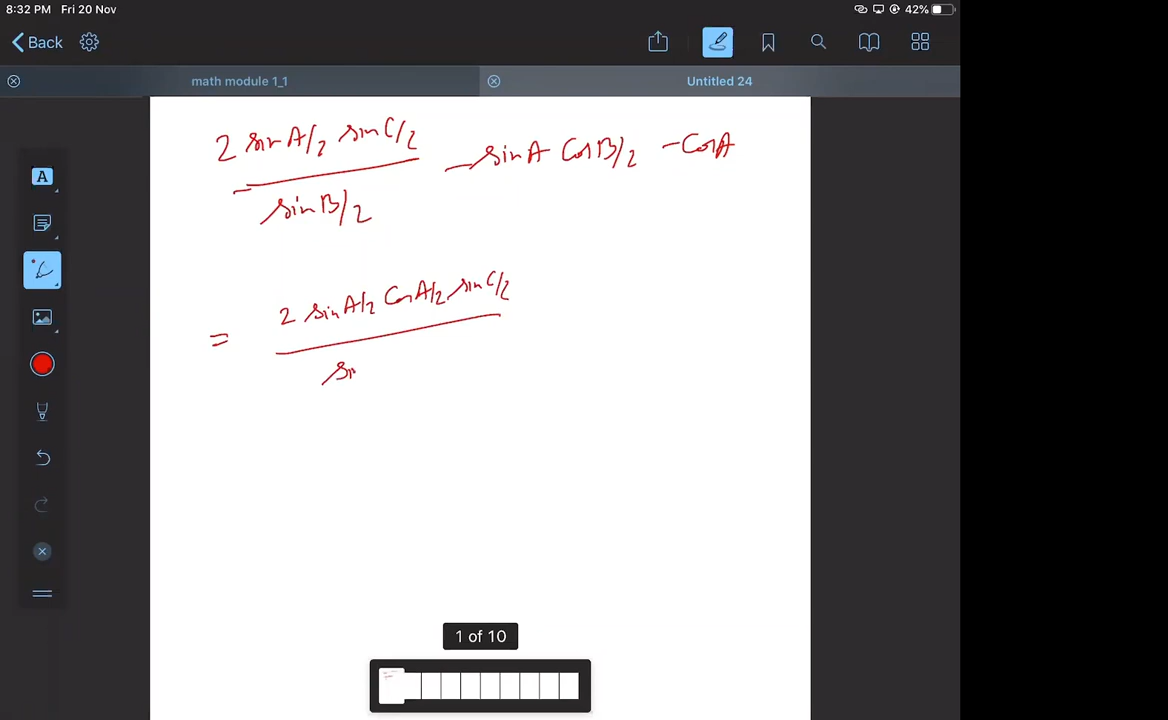 8:32 PM Fri 20 Nov 42%
Back
math module 1_1 Untitled 24
2 sin A/2 sin C/2
- sin A Cos B/2 - Cos A
sin B/2
2 sin A/2 Cos A/2 sin C/2
=
si
A
1 of 10